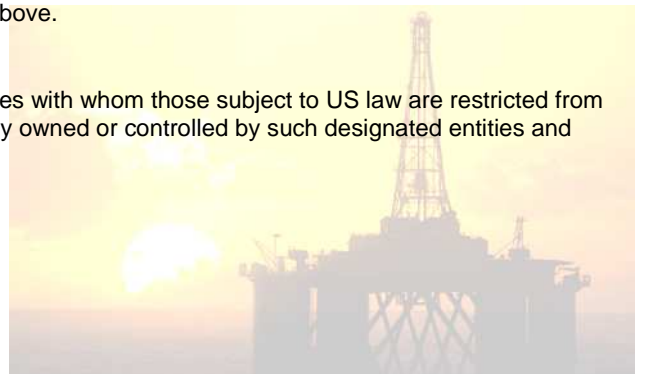 bove.
es with whom those subject to US law are restricted from
y owned or controlled by such designated entities and